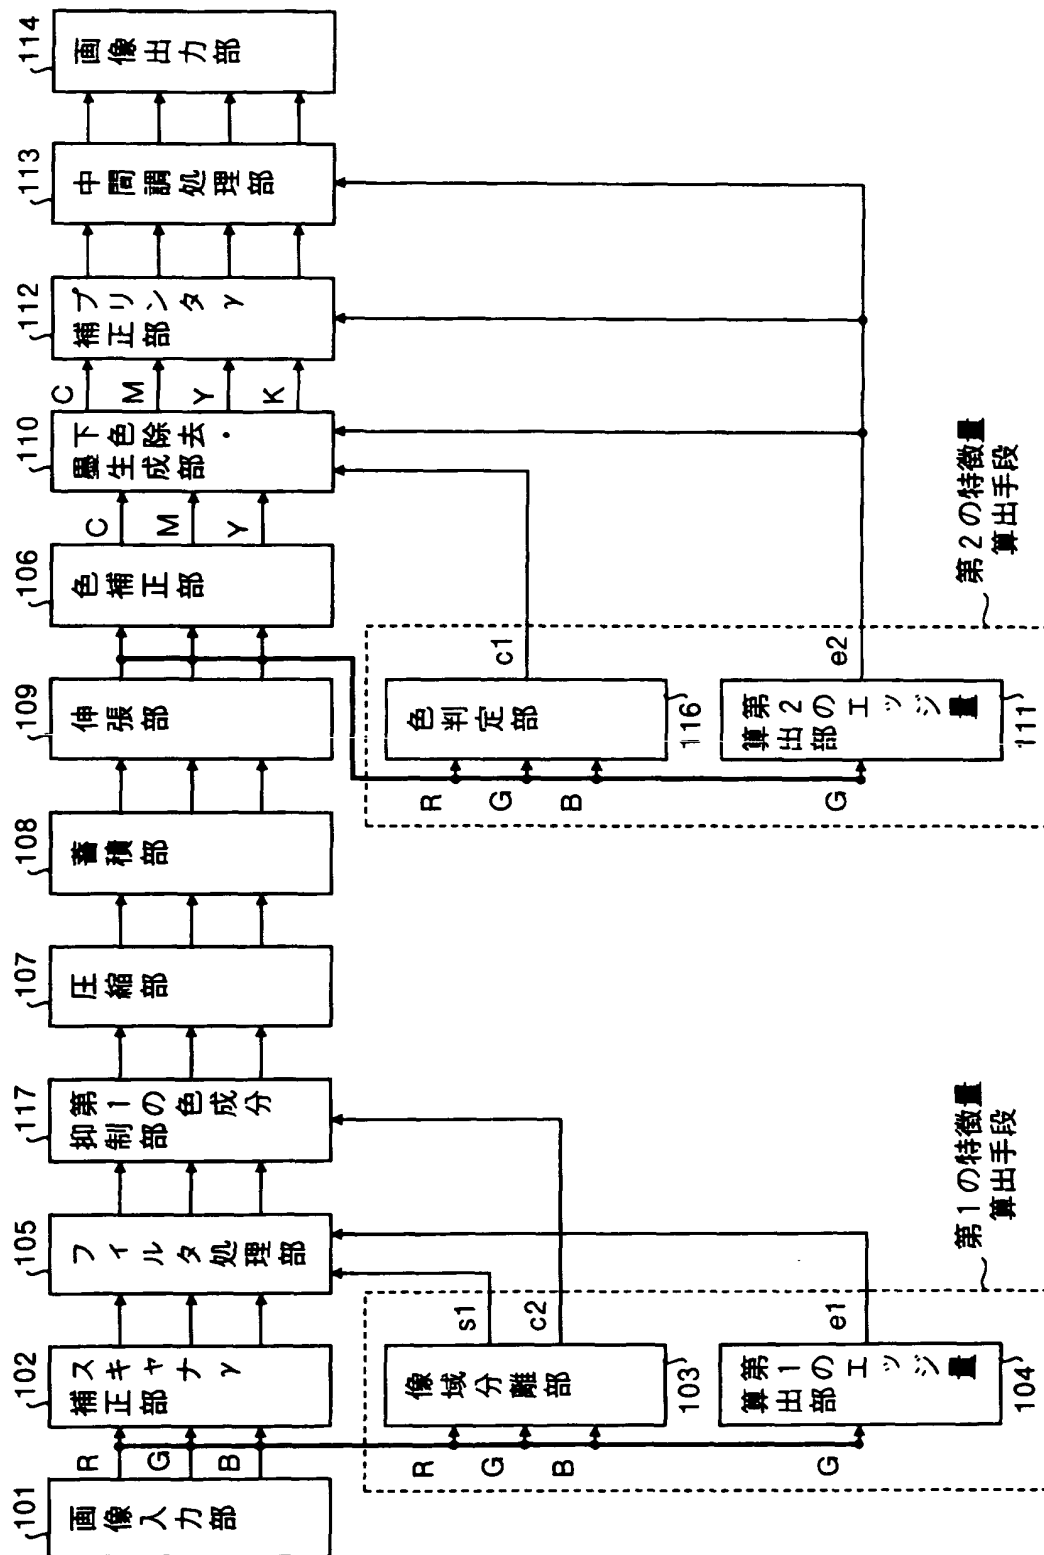 101
画像入力部
R
G
B
102
スキャナγ
補正部
105
フィルタ処理部
117
第1の色成分
抑制部
107
圧縮部
108
蓄積部
109
伸張部
106
色補正部
C
M
Y
110
下色除去・
墨生成部
C
M
Y
K
112
プリンタγ
補正部
113
中間調処理部
114
画像出力部
R
G
B
像域分離部
103
s1
c2
G
第1のエッジ量
算出部
104
e1
第1の特徴量
算出手段
R
G
B
色判定部
116
c1
G
第2のエッジ量
算出部
111
e2
第2の特徴量
算出手段